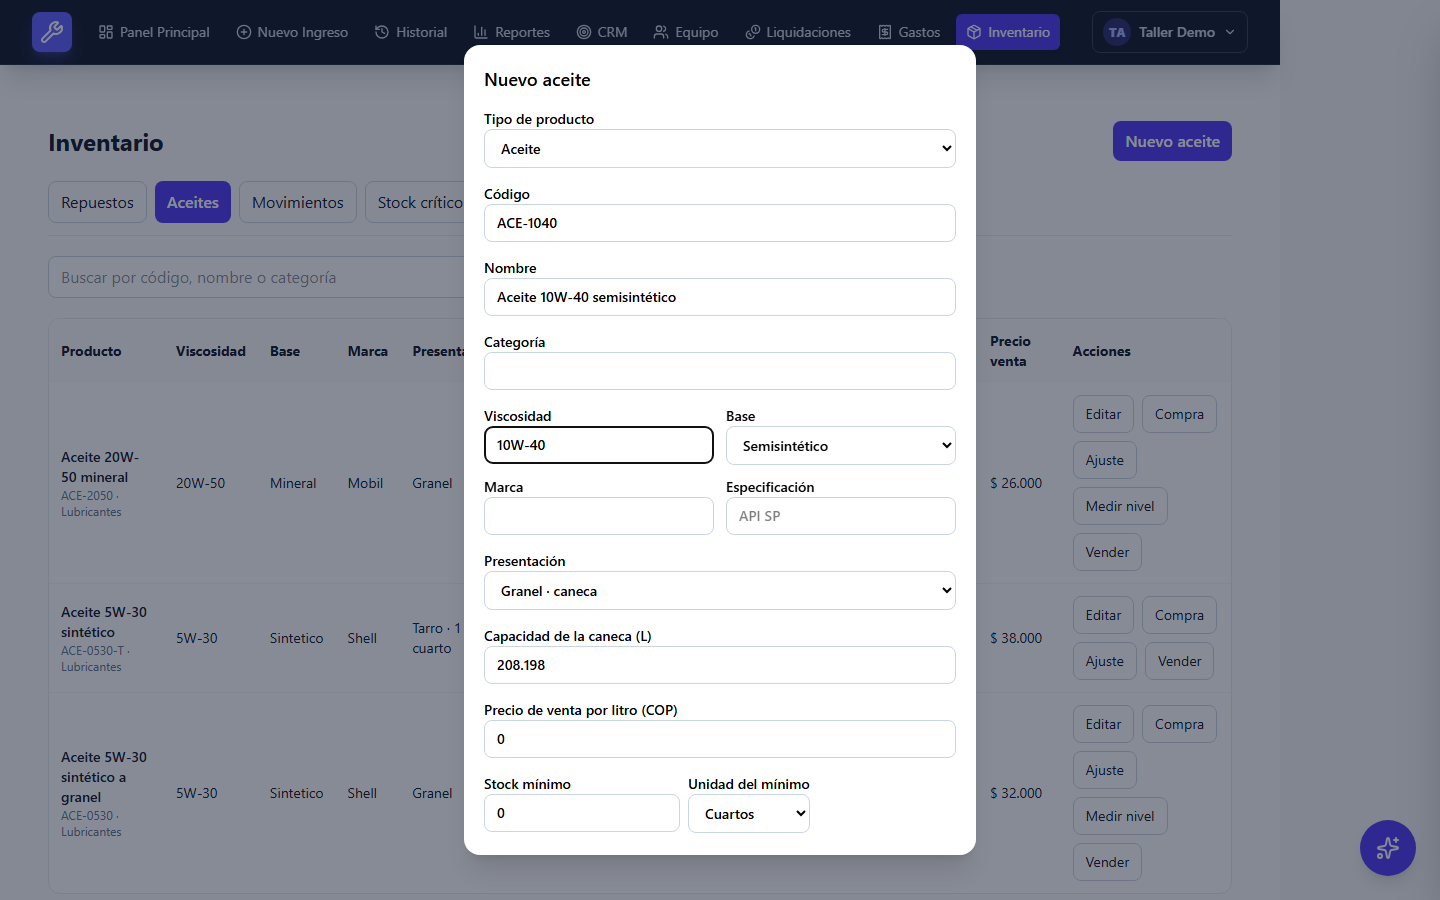 Panel Principal
Nuevo Ingreso
Historial
Reportes
CRM
Equipo
Liquidaciones
Gastos
Inventario
TA
Taller Demo
Inventario
Nuevo aceite
Repuestos
Aceites
Movimientos
Stock crítico
Buscar por código, nombre o categoría
Producto
Viscosidad
Base
Marca
Precio
venta
Acciones
Aceite 20W-
50 mineral
ACE-2050 ·
Lubricantes
20W-50
Mineral
Mobil
Granel
$ 26.000
Editar
Compra
Ajuste
Medir nivel
Vender
Aceite 5W-30
sintético
ACE-0530-T ·
Lubricantes
5W-30
Sintetico
Shell
Tarro · 1
cuarto
$ 38.000
Editar
Compra
Ajuste
Vender
Aceite 5W-30
sintético a
granel
ACE-0530 ·
Lubricantes
5W-30
Sintetico
Shell
Granel
$ 32.000
Editar
Compra
Ajuste
Medir nivel
Vender
Nuevo aceite
Tipo de producto
Aceite
Código
ACE-1040
Nombre
Aceite 10W-40 semisintético
Categoría
Viscosidad
Base
10W-40
Semisintético
Marca
Especificación
API SP
Presentación
Granel · caneca
Capacidad de la caneca (L)
208.198
Precio de venta por litro (COP)
0
Stock mínimo
Unidad del mínimo
0
Cuartos